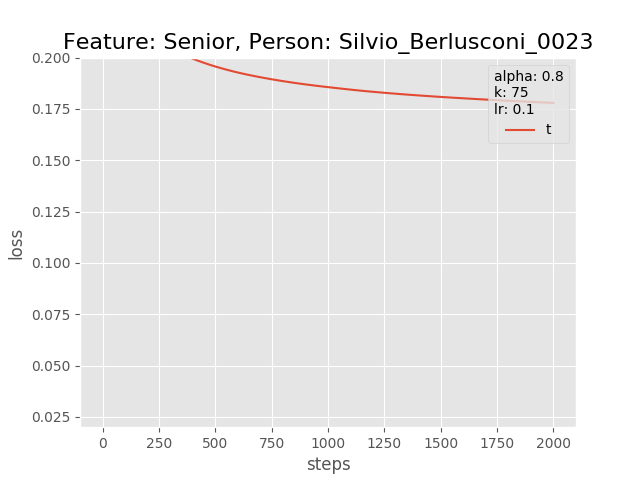 Feature: Senior, Person: Silvio_Berlusconi_0023
0.200
0.175
0.150
0.125
0.100
0.075
0.050
0.025
loss
alpha: 0.8
k: 75
lr: 0.1
t
0 250 500 750 1000 1250 1500 1750 2000
steps